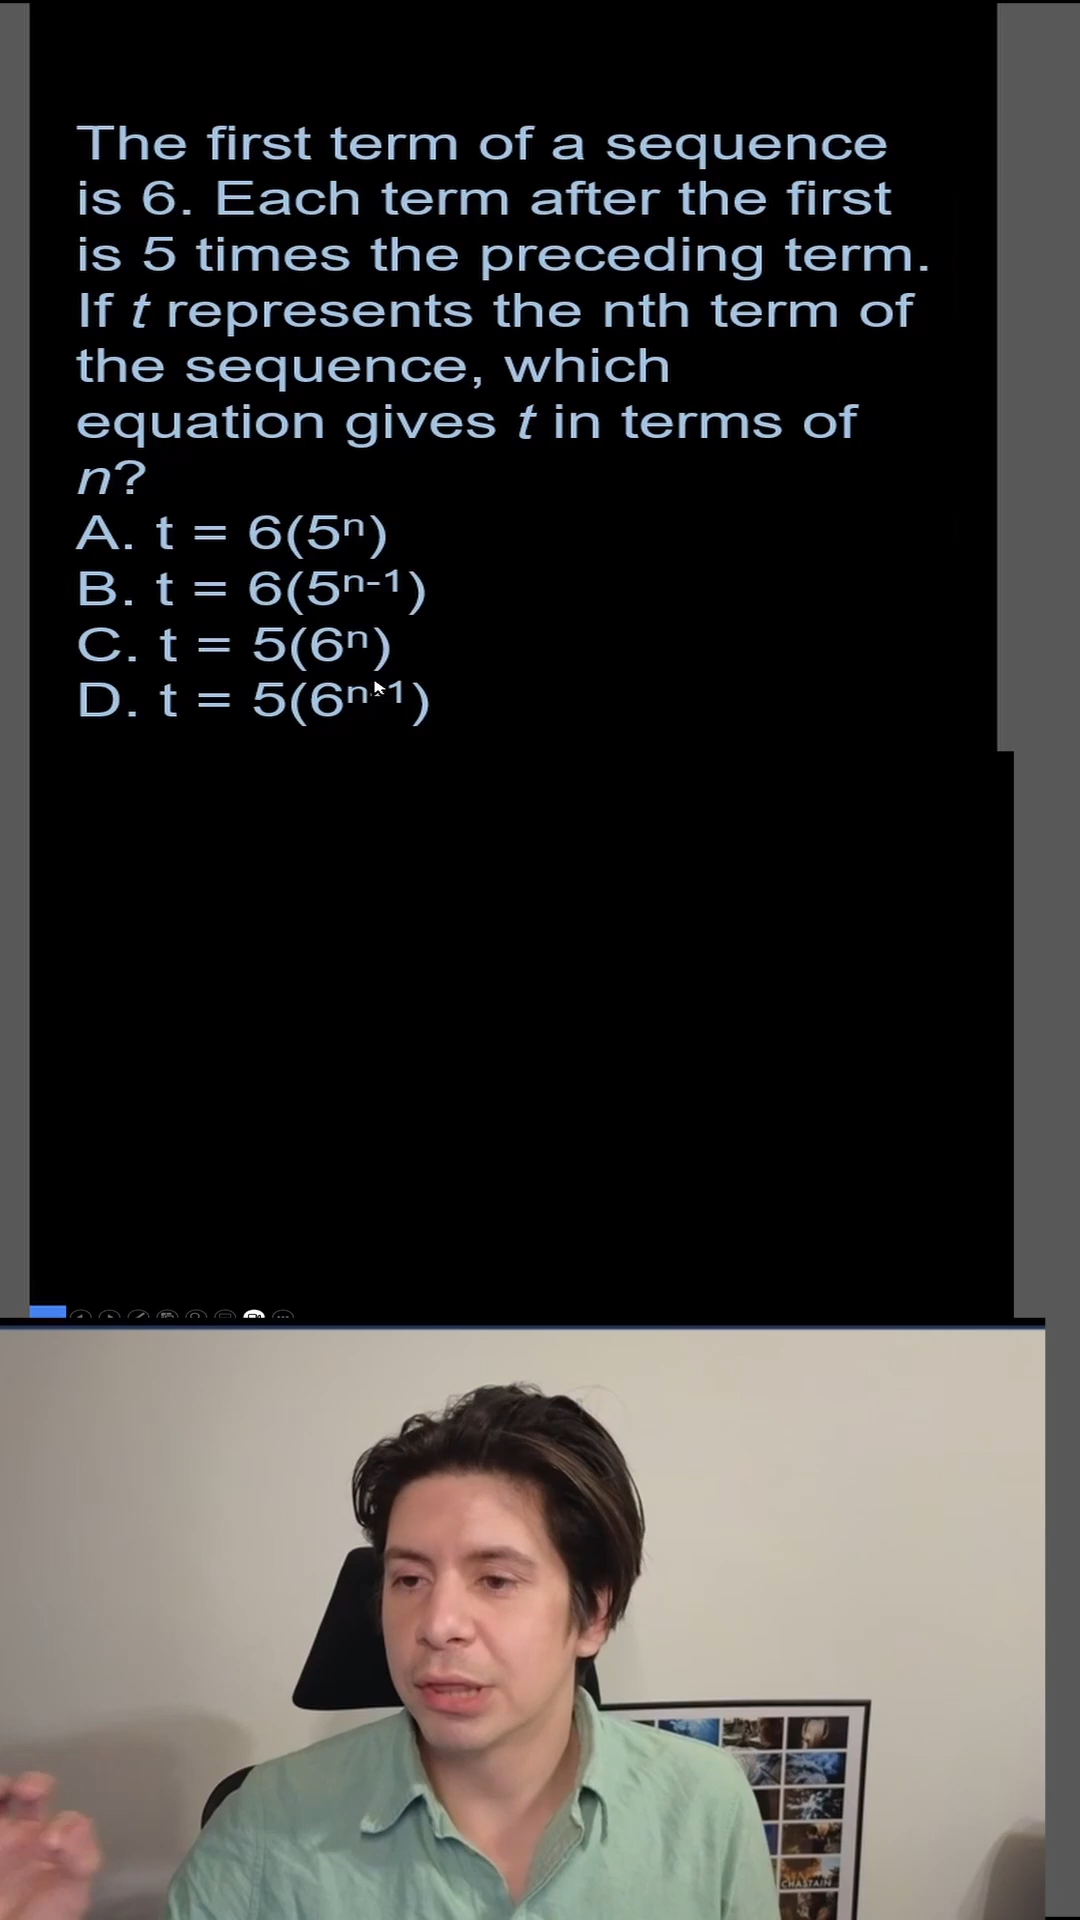 The first term of a sequence
is 6. Each term after the first
is 5 times the preceding term.
If t represents the nth term of
the sequence, which
equation gives t in terms of
n?
A. t = 6(5ⁿ)
B. t = 6(5ⁿ⁻¹)
C. t = 5(6ⁿ)
D. t = 5(6ⁿ⁻¹)
CHASTAIN